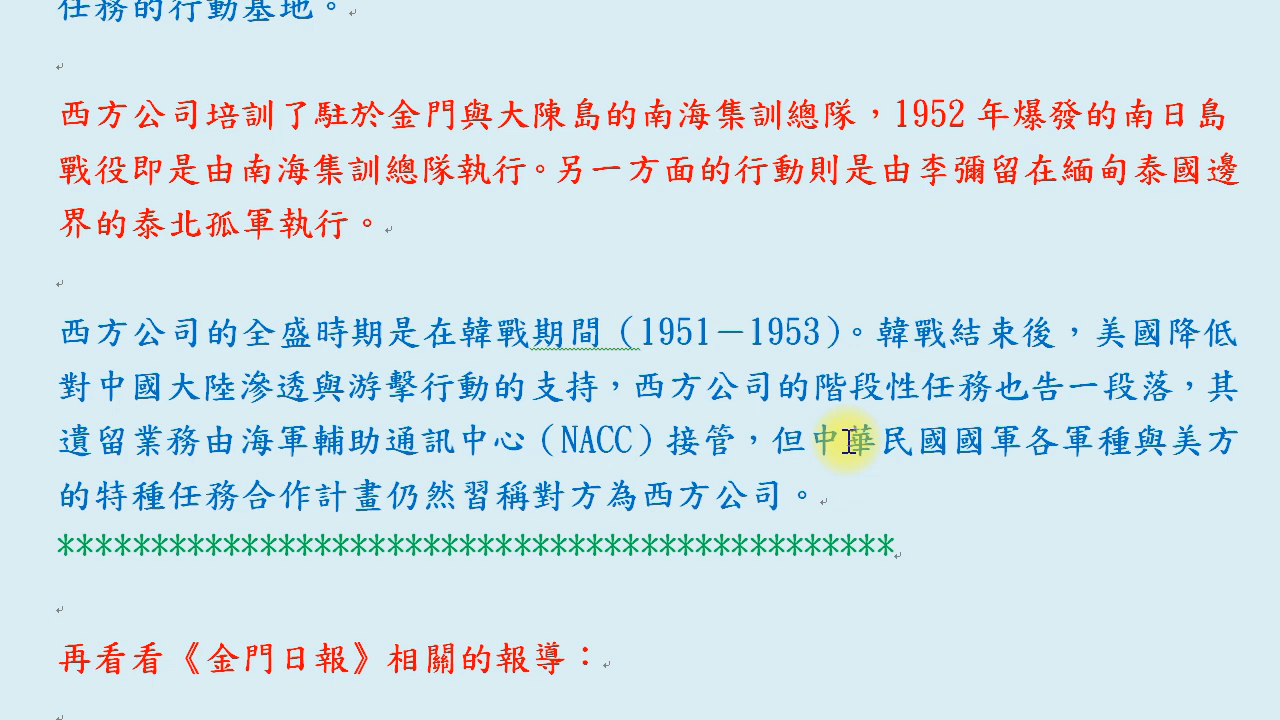 任務的行動基地。
西方公司培訓了駐於金門與大陳島的南海集訓總隊，1952 年爆發的南日島
戰役即是由南海集訓總隊執行。另一方面的行動則是由李彌留在緬甸泰國邊
界的泰北孤軍執行。
西方公司的全盛時期是在韓戰期間（1951－1953）。韓戰結束後，美國降低
對中國大陸滲透與游擊行動的支持，西方公司的階段性任務也告一段落，其
遺留業務由海軍輔助通訊中心（NACC）接管，但中華民國國軍各軍種與美方
的特種任務合作計畫仍然習稱對方為西方公司。
**********************************************
再看看《金門日報》相關的報導：